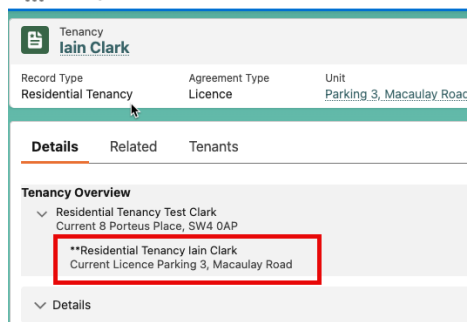 Tenancy
Iain Clark
Record Type
Agreement Type
Unit
Residential Tenancy
Licence
Parking 3, Macaulay Road
Details
Related
Tenants
Tenancy Overview
Residential Tenancy Test Clark
Current 8 Porteus Place, SW4 0AP
**Residential Tenancy Iain Clark
Current Licence Parking 3, Macaulay Road
Details